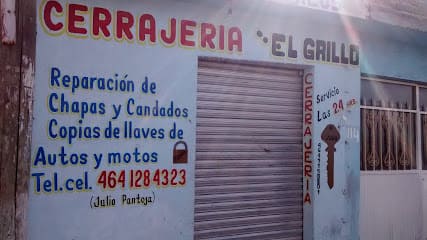 CERRAJERIA "EL GRILLO
Reparación de
Chapas y Candados
Copias de llaves de
Autos y motos
Tel.cel. 464 128 4323
(Julio Pantoja)
CERRAJERIA
Servicio
Las 24 HRS.